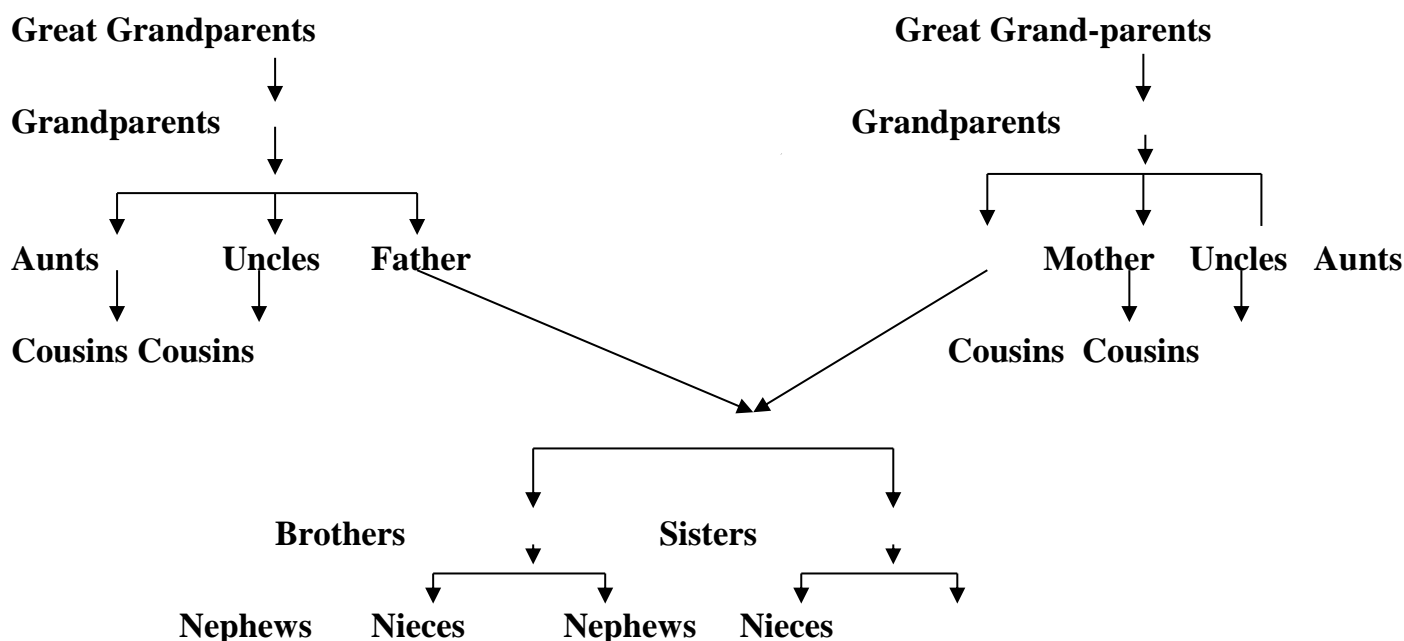 Great Grandparents Great Grand-parents
Grandparents Grandparents
Aunts Uncles Father Mother Uncles Aunts
Cousins Cousins Cousins Cousins
Brothers Sisters
Nephews Nieces Nephews Nieces